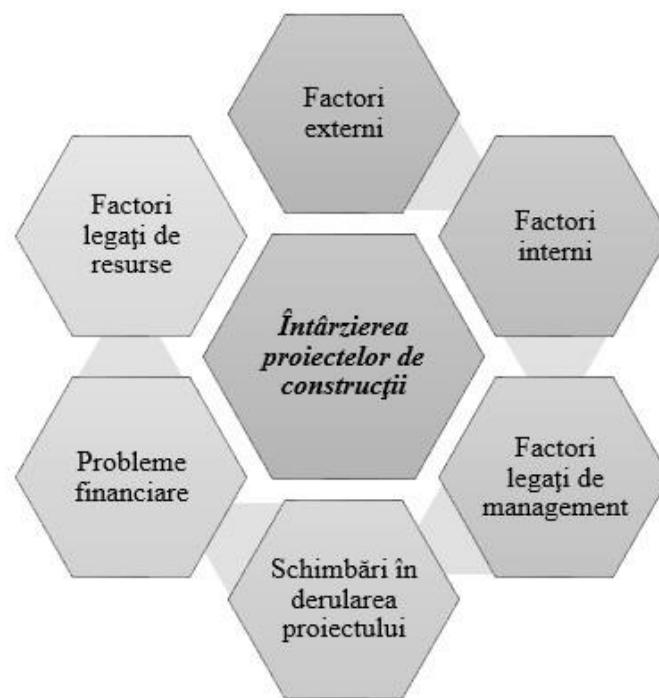 Factori
externi
Factori
interni
Factori
legaţi de
management
Schimbări în
derularea
proiectului
Probleme
financiare
Factori
legaţi de
resurse
Întârzierea
proiectelor de
construcţii